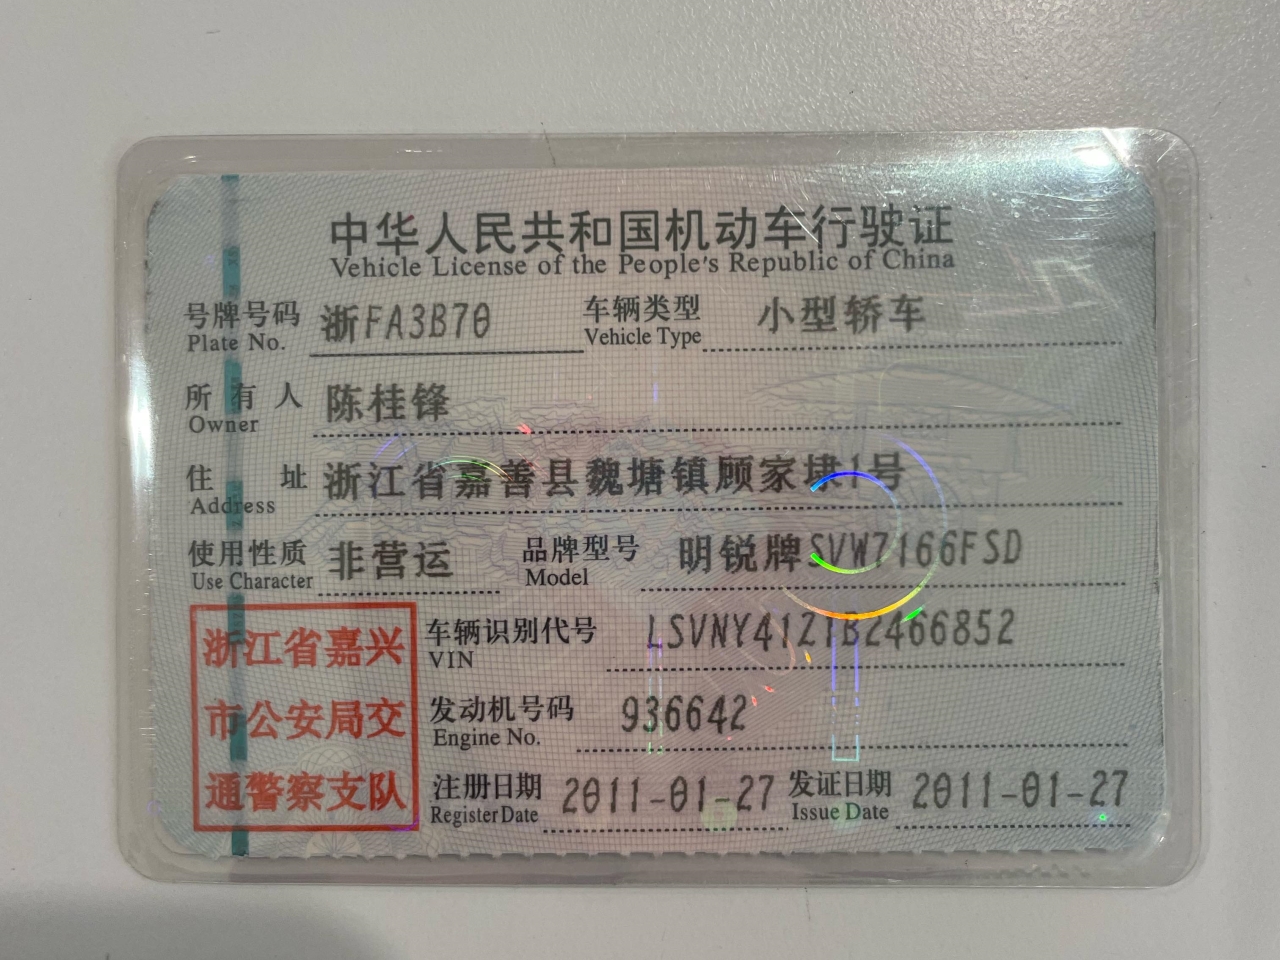 中华人民共和国机动车行驶证
Vehicle License of the People's Republic of China
号牌号码 浙FA3B70 车辆类型 小型轿车
Plate No. Vehicle Type
所有人 陈桂锋
Owner
住址 浙江省嘉善县魏塘镇顾家埭1号
Address
使用性质 非营运 品牌型号 明锐牌SVW7166FSD
Use Character Model
浙江省嘉兴 车辆识别代号 LSVNY41Z1B2466852
VIN
市公安局交 发动机号码 936642
Engine No.
通警察支队 注册日期 2011-01-27 发证日期 2011-01-27
Register Date Issue Date